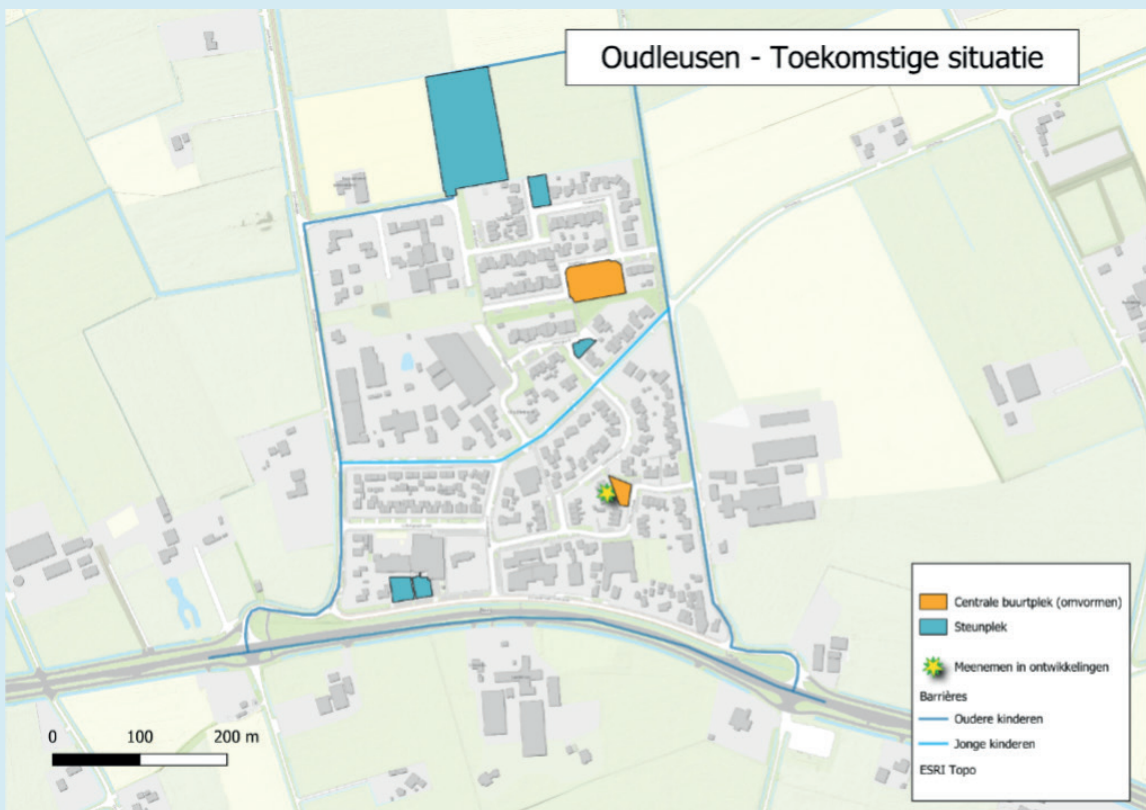 Oudleusen - Toekomstige situatie
Centrale buurtplek (omvormen)
Steunplek
Meenemen in ontwikkelingen
Barrières
Oudere kinderen
Jonge kinderen
ESRI Topo
0 100 200 m